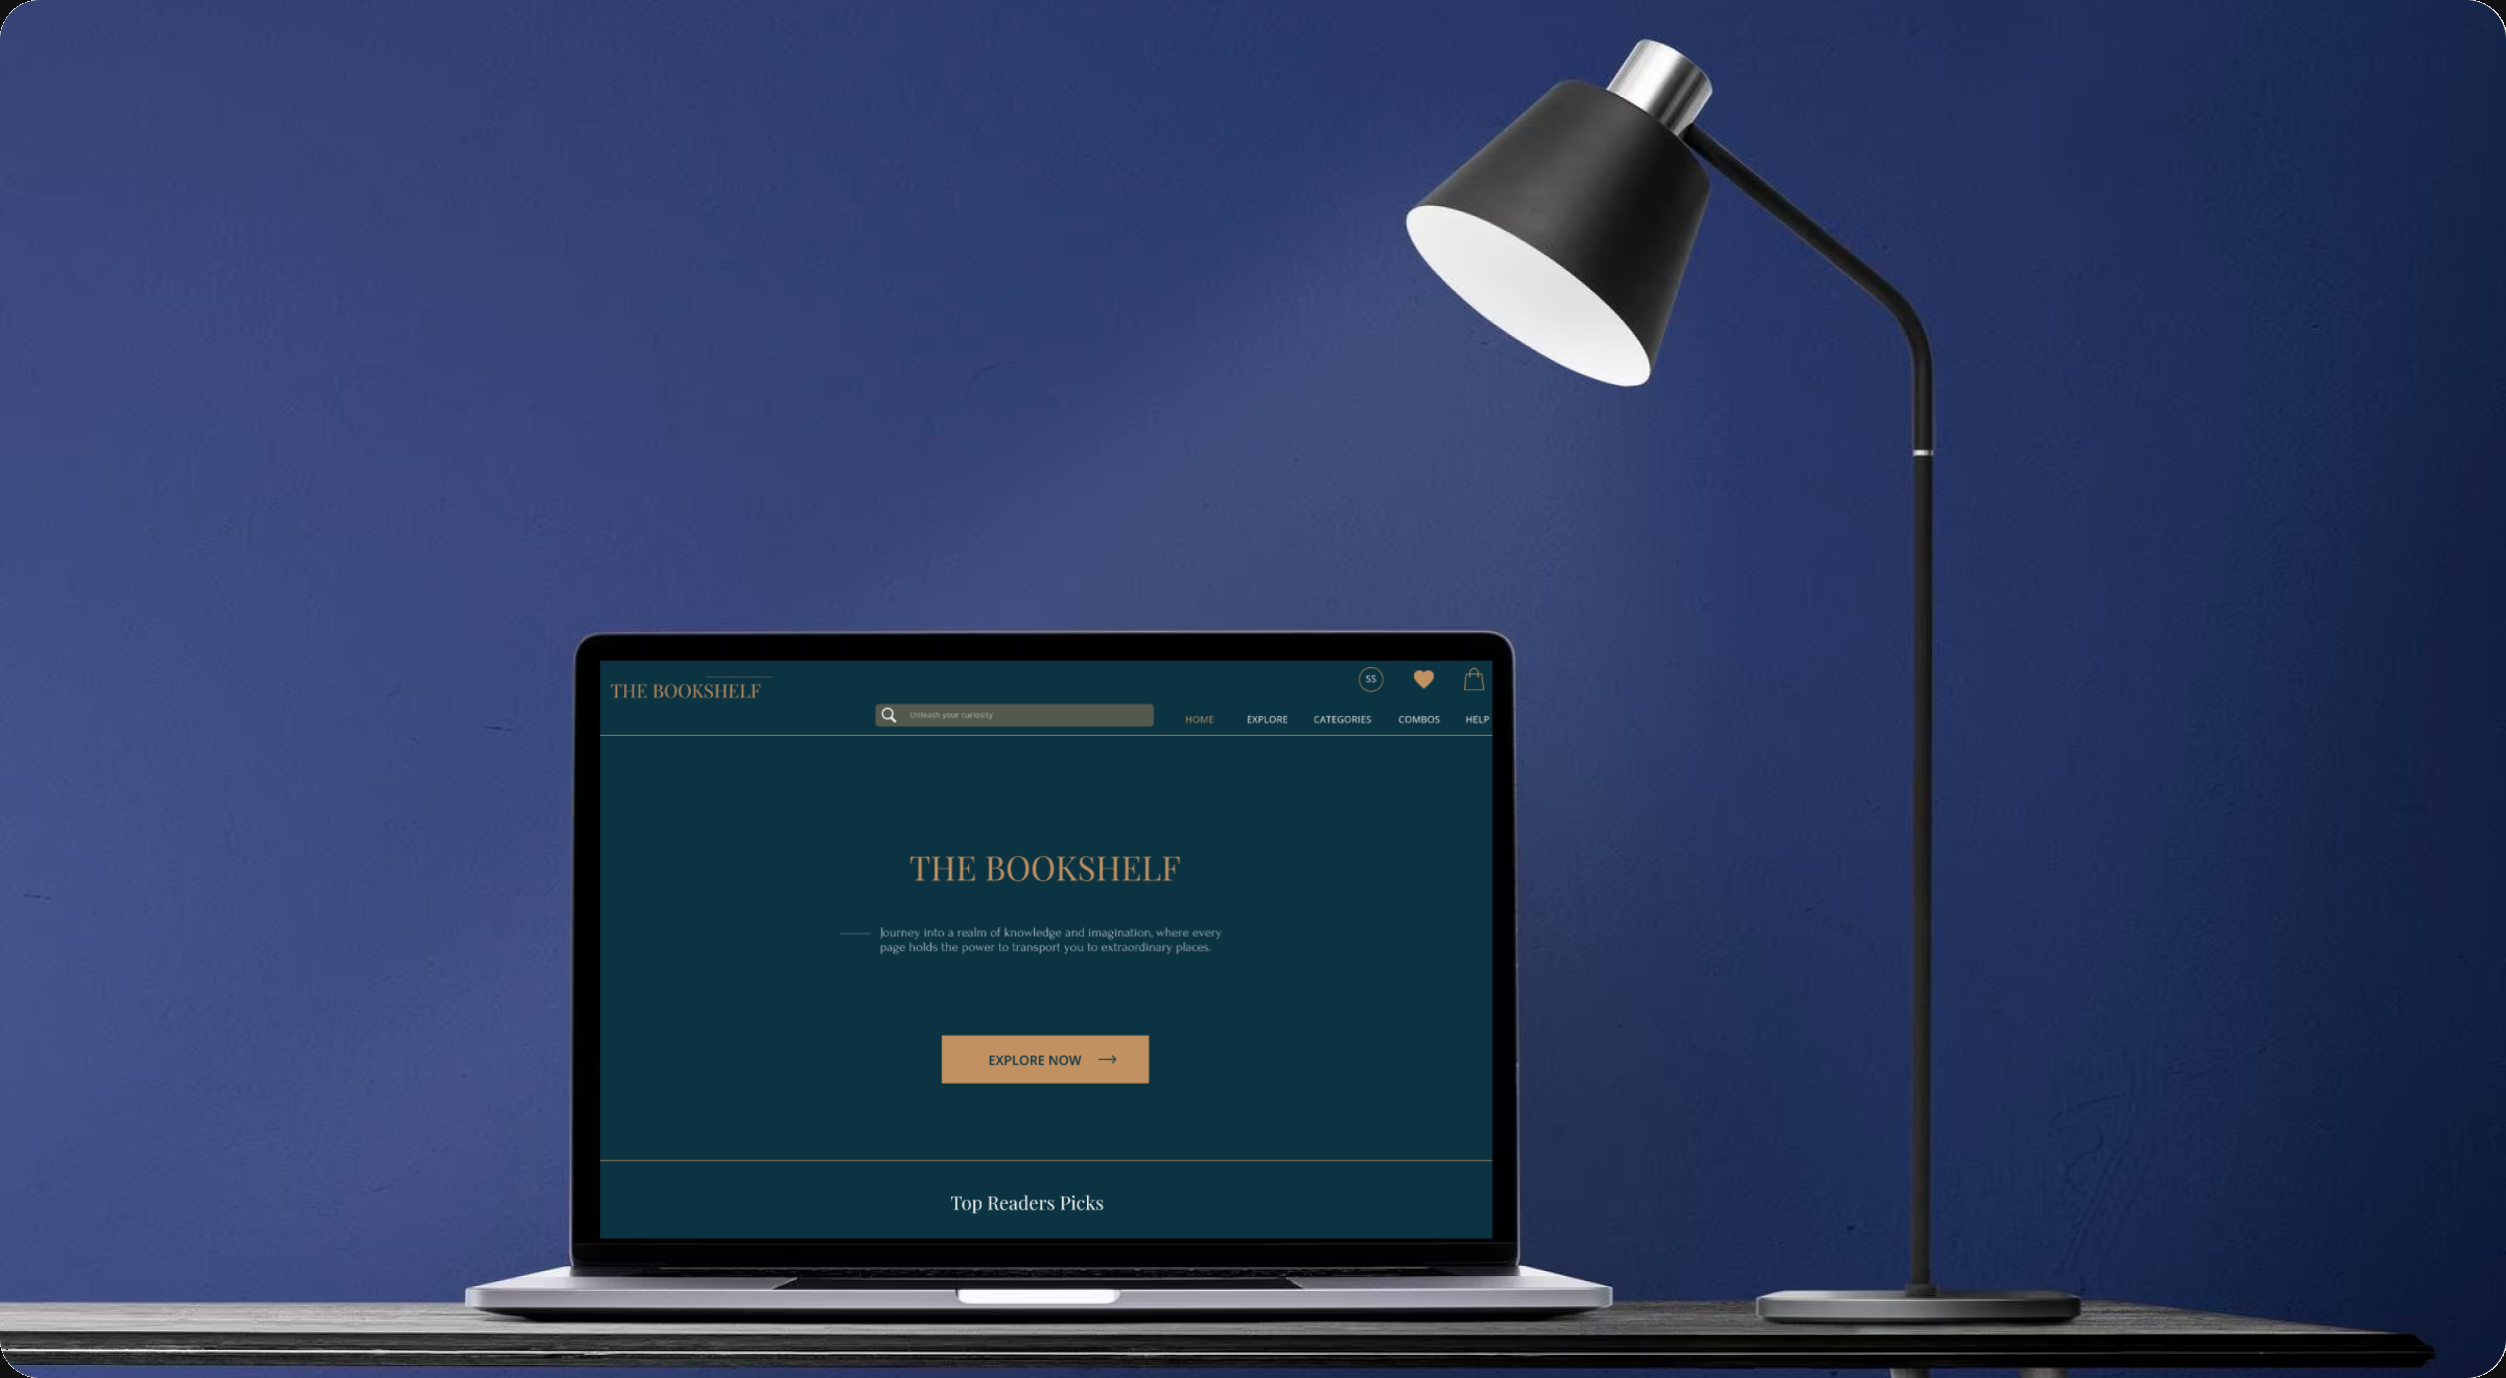 THE BOOKSHELF
SS
Unleash your curiosity
HOME EXPLORE CATEGORIES COMBOS HELP
THE BOOKSHELF
Journey into a realm of knowledge and imagination, where every
page holds the power to transport you to extraordinary places.
EXPLORE NOW
Top Readers Picks